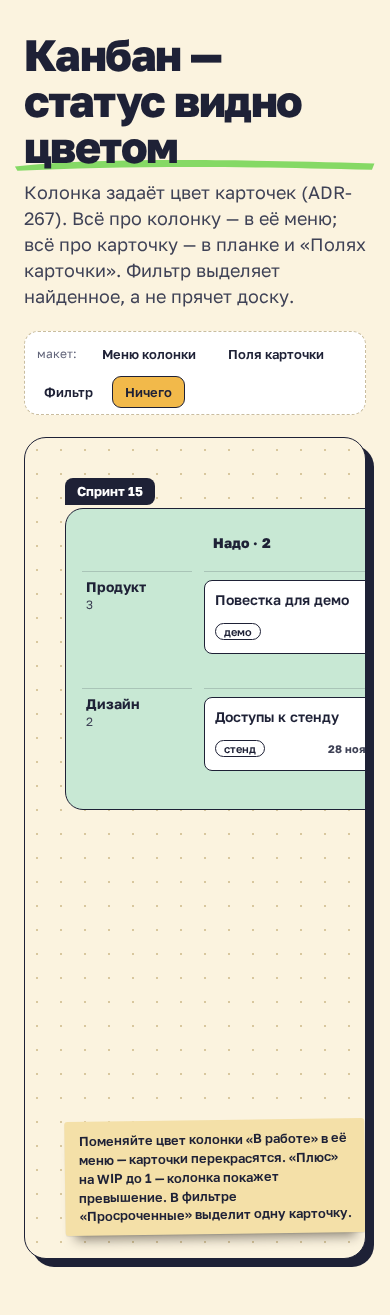 Канбан —
статус видно
цветом
Колонка задаёт цвет карточек (ADR-
267). Всё про колонку — в её меню;
всё про карточку — в планке и «Полях
карточки». Фильтр выделяет
найденное, а не прячет доску.
макет: Меню колонки Поля карточки
Фильтр Ничего
Спринт 15
Надо · 2
Продукт
3
Повестка для демо
демо
Дизайн
2
Доступы к стенду
стенд 28 ноя
Поменяйте цвет колонки «В работе» в её
меню — карточки перекрасятся. «Плюс»
на WIP до 1 — колонка покажет
превышение. В фильтре
«Просроченные» выделит одну карточку.